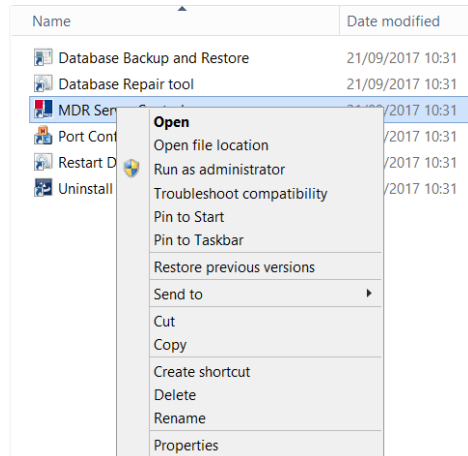 Name Date modified
Database Backup and Restore 21/09/2017 10:31
Database Repair tool 21/09/2017 10:31
MDR 21/09/2017 10:31
Port /2017 10:31
Restart /2017 10:31
Uninstall /2017 10:31
Open
Open file location
Run as administrator
Troubleshoot compatibility
Pin to Start
Pin to Taskbar
Restore previous versions
Send to
Cut
Copy
Create shortcut
Delete
Rename
Properties